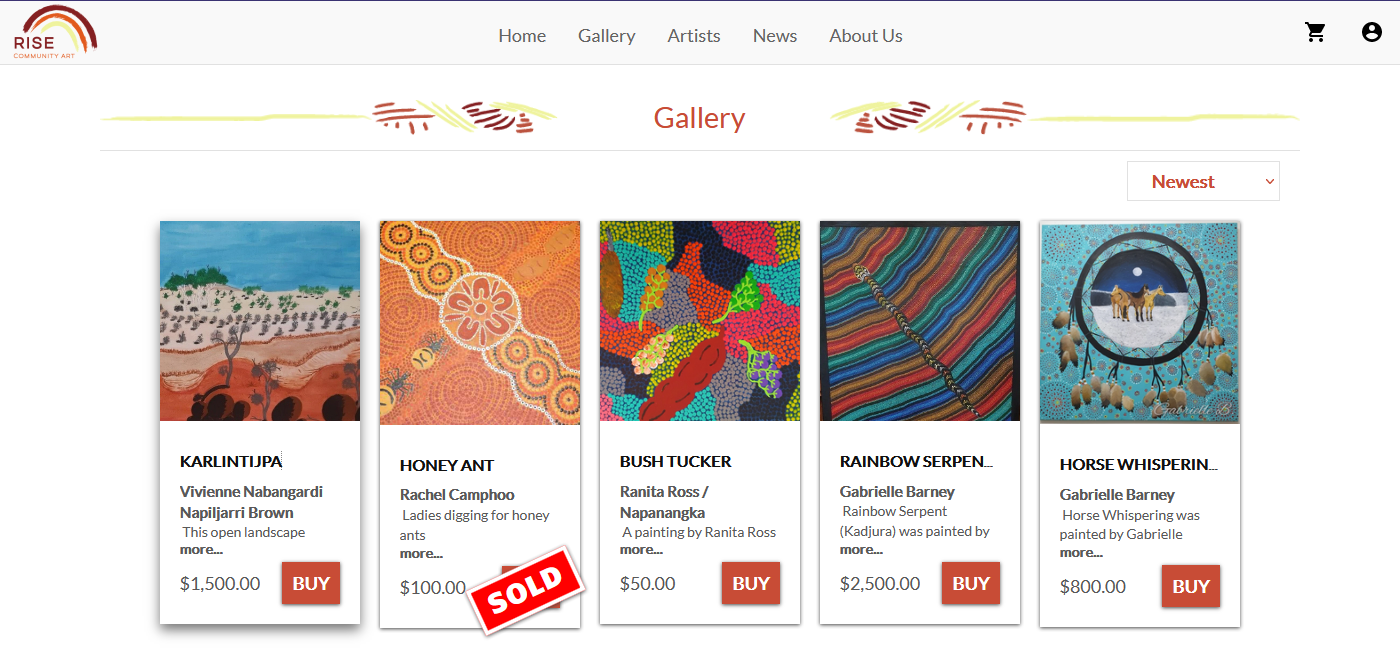 RISE
COMMUNITY ART
Home Gallery Artists News About Us
Gallery
Newest
KARLINTIJPA
Vivienne Nabangardi
Napiljarri Brown
This open landscape
more...
$1,500.00 BUY
HONEY ANT
Rachel Camphoo
Ladies digging for honey
ants
more...
$100.00
SOLD
BUSH TUCKER
Ranita Ross /
Napanangka
A painting by Ranita Ross
more...
$50.00 BUY
RAINBOW SERPEN...
Gabrielle Barney
Rainbow Serpent
(Kadjura) was painted by
more...
$2,500.00 BUY
Gabrielle B
HORSE WHISPERIN...
Gabrielle Barney
Horse Whispering was
painted by Gabrielle
more...
$800.00 BUY